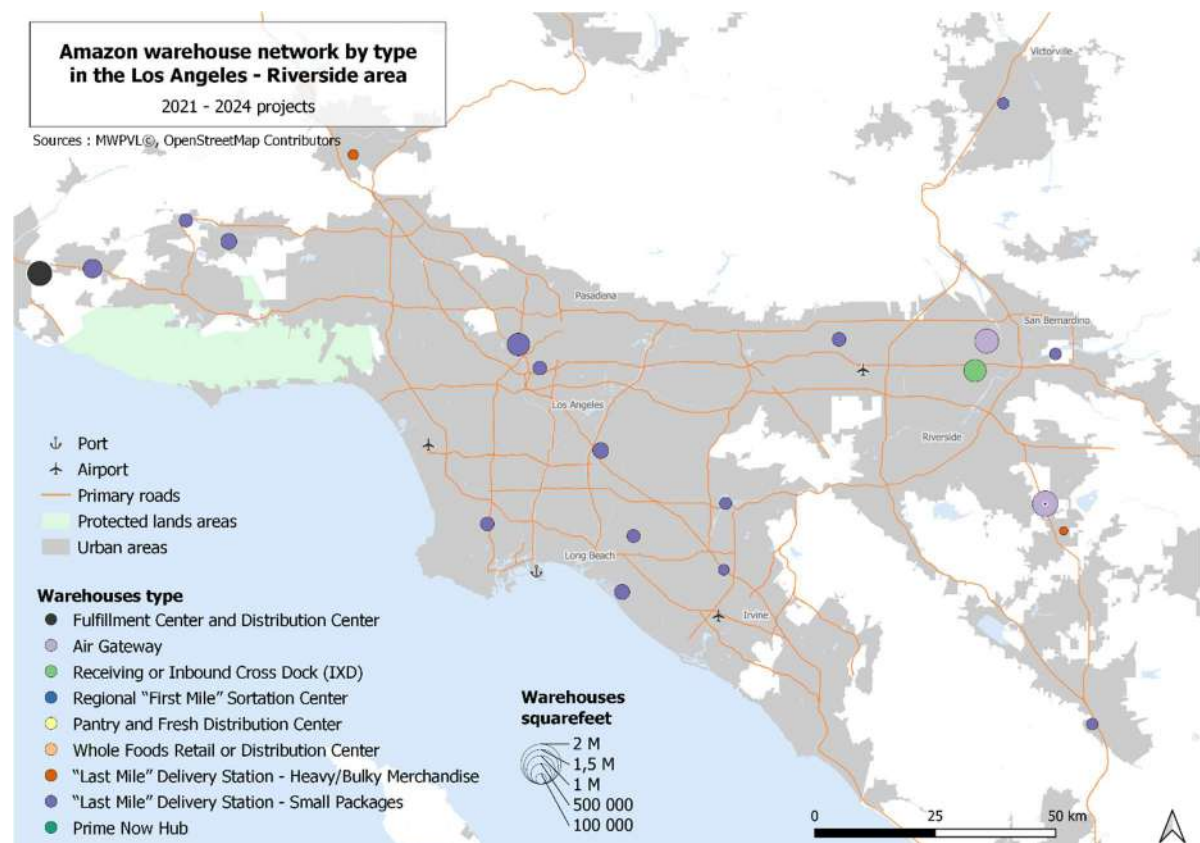 Amazon warehouse network by type
in the Los Angeles - Riverside area
2021 - 2024 projects
Sources : MWPVL©, OpenStreetMap Contributors
Victorville
Pasadena
San Bernardino
Los Angeles
Riverside
Long Beach
Irvine
Port
Airport
Primary roads
Protected lands areas
Urban areas
Warehouses type
Fulfillment Center and Distribution Center
Air Gateway
Receiving or Inbound Cross Dock (IXD)
Regional “First Mile” Sortation Center
Pantry and Fresh Distribution Center
Whole Foods Retail or Distribution Center
“Last Mile” Delivery Station - Heavy/Bulky Merchandise
“Last Mile” Delivery Station - Small Packages
Prime Now Hub
Warehouses
squarefeet
2 M
1,5 M
1 M
500 000
100 000
0 25 50 km